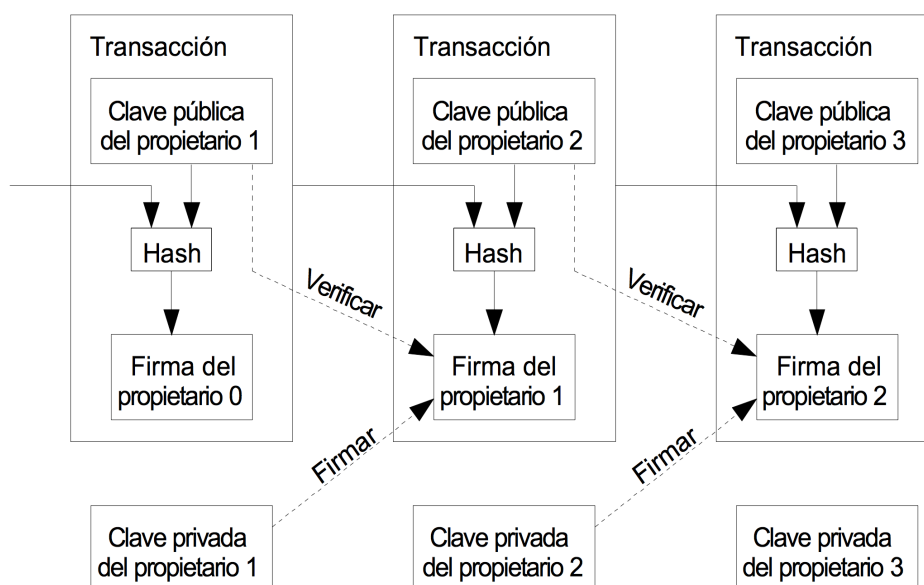 Transacción
Clave pública
del propietario 1
Hash
Firma del
propietario 0
Transacción
Clave pública
del propietario 2
Hash
Verificar
Firma del
propietario 1
Firmar
Transacción
Clave pública
del propietario 3
Hash
Verificar
Firma del
propietario 2
Firmar
Clave privada
del propietario 1
Clave privada
del propietario 2
Clave privada
del propietario 3